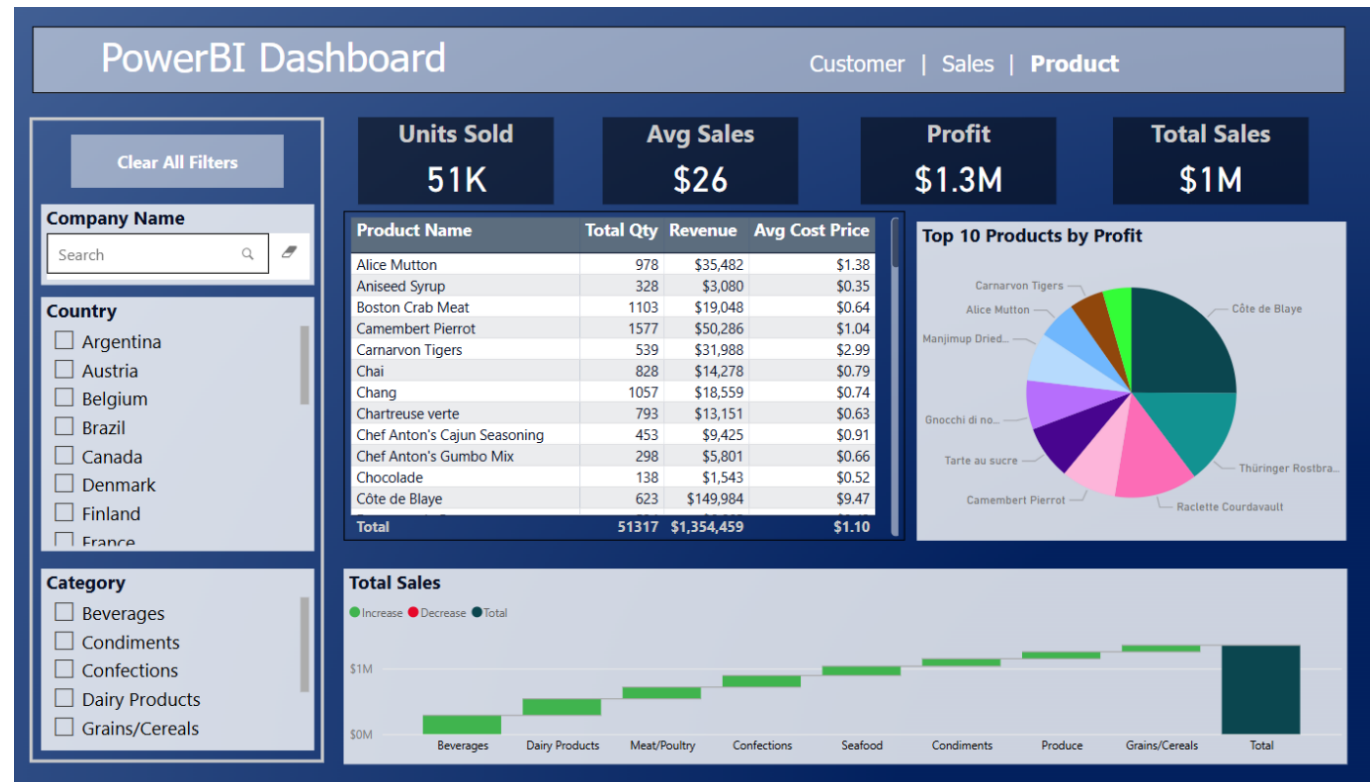 PowerBI Dashboard
Customer | Sales | Product
Clear All Filters
Company Name
Search
Country
Argentina
Austria
Belgium
Brazil
Canada
Denmark
Finland
France
Category
Beverages
Condiments
Confections
Dairy Products
Grains/Cereals
Units Sold
51K
Avg Sales
$26
Profit
$1.3M
Total Sales
$1M
Product Name Total Qty Revenue Avg Cost Price
Alice Mutton 978 $35,482 $1.38
Aniseed Syrup 328 $3,080 $0.35
Boston Crab Meat 1103 $19,048 $0.64
Camembert Pierrot 1577 $50,286 $1.04
Carnarvon Tigers 539 $31,988 $2.99
Chai 828 $14,278 $0.79
Chang 1057 $18,559 $0.74
Chartreuse verte 793 $13,151 $0.63
Chef Anton's Cajun Seasoning 453 $9,425 $0.91
Chef Anton's Gumbo Mix 298 $5,801 $0.66
Chocolade 138 $1,543 $0.52
Côte de Blaye 623 $149,984 $9.47
Total 51317 $1,354,459 $1.10
Top 10 Products by Profit
Carnarvon Tigers
Alice Mutton
Manjimup Dried...
Gnocchi di no...
Tarte au sucre
Camembert Pierrot
Côte de Blaye
Thüringer Rostbra...
Raclette Courdavault
Total Sales
Increase Decrease Total
$1M
$0M
Beverages Dairy Products Meat/Poultry Confections Seafood Condiments Produce Grains/Cereals Total